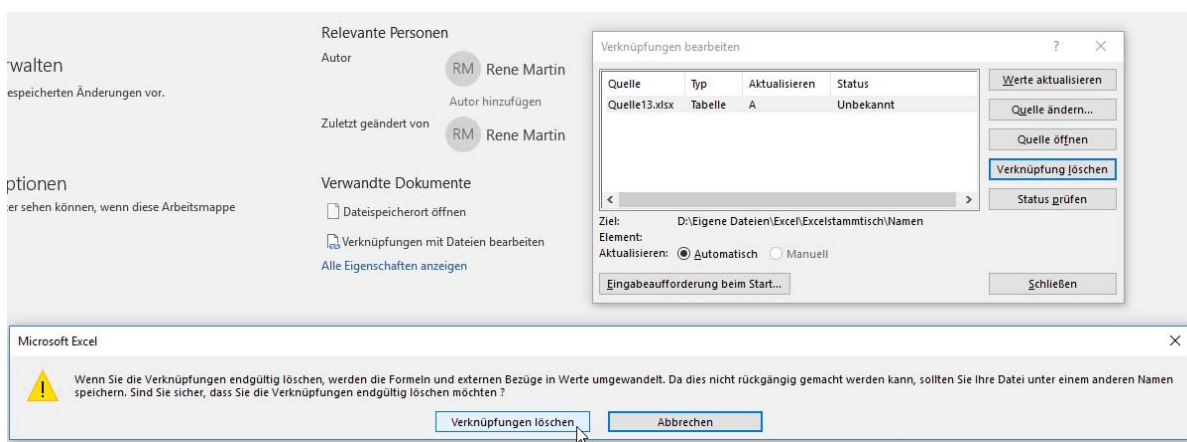 Relevante Personen
rwalten
Autor
RM Rene Martin
espeicherten Änderungen vor.
Autor hinzufügen
Zuletzt geändert von
RM Rene Martin
ptionen
er sehen können, wenn diese Arbeitsmappe
Verwandte Dokumente
Dateispeicherort öffnen
Verknüpfungen mit Dateien bearbeiten
Alle Eigenschaften anzeigen
Verknüpfungen bearbeiten ?
Quelle Typ Aktualisieren Status
Quelle13.xlsx Tabelle A Unbekannt
Werte aktualisieren
Quelle ändern...
Quelle öffnen
Verknüpfung löschen
Status prüfen
Ziel: D:\Eigene Dateien\Excel\Excelstammtisch\Namen
Element:
Aktualisieren: Automatisch Manuell
Eingabeaufforderung beim Start...
Schließen
Microsoft Excel
Wenn Sie die Verknüpfungen endgültig löschen, werden die Formeln und externen Bezüge in Werte umgewandelt. Da dies nicht rückgängig gemacht werden kann, sollten Sie Ihre Datei unter einem anderen Namen
speichern. Sind Sie sicher, dass Sie die Verknüpfungen endgültig löschen möchten ?
Verknüpfungen löschen
Abbrechen